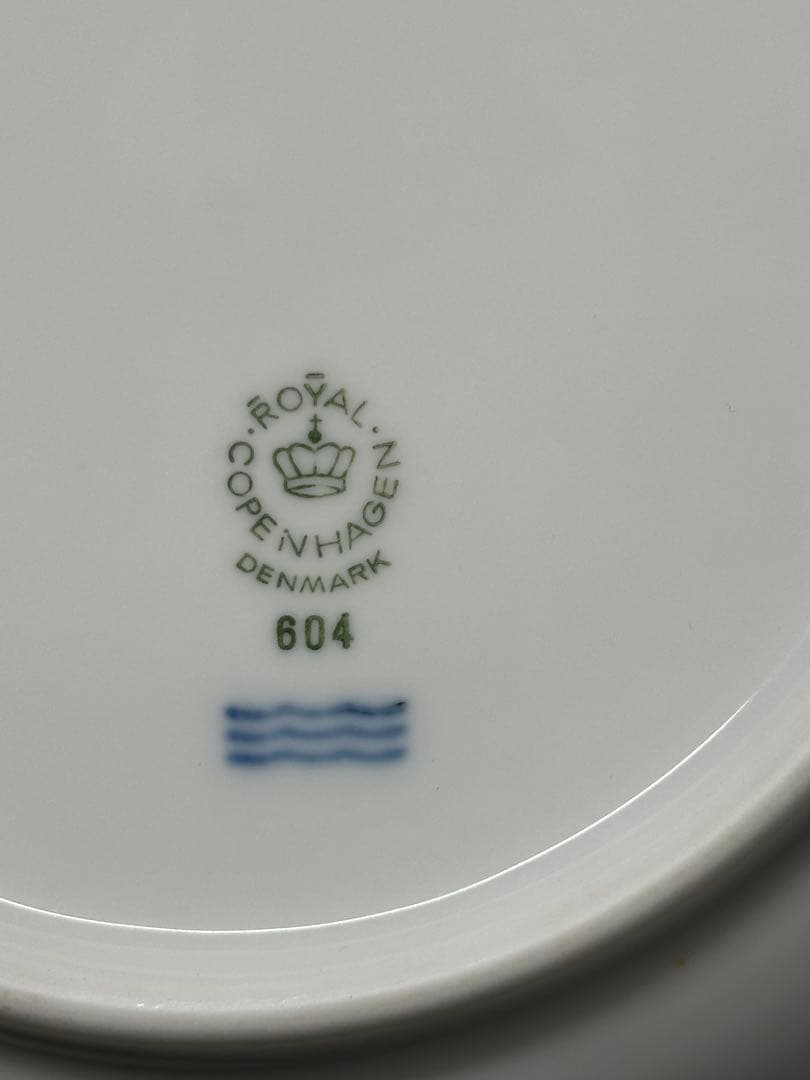 ROYAL
COPENHAGEN
DENMARK
604